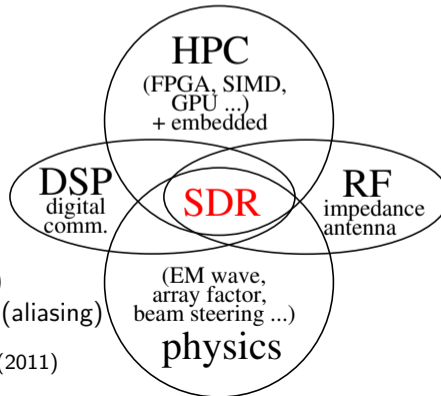 HPC
(FPGA, SIMD,
GPU ...)
+ embedded
DSP
digital
comm.
SDR
RF
impedance
antenna
)
(aliasing)
(2011)
(EM wave,
array factor,
beam steering ...)
physics